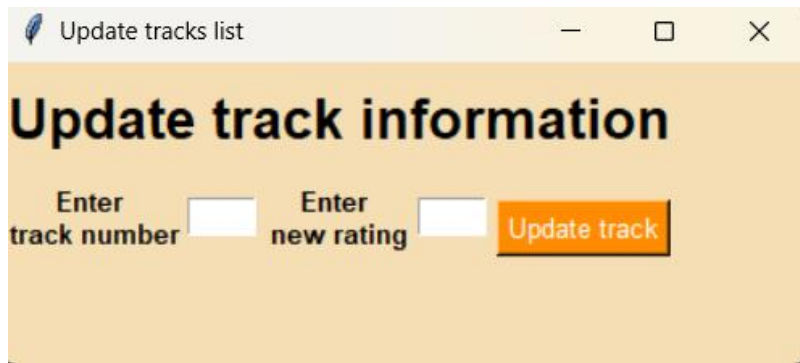 Update tracks list
Update track information
Enter
track number
Enter
new rating
Update track